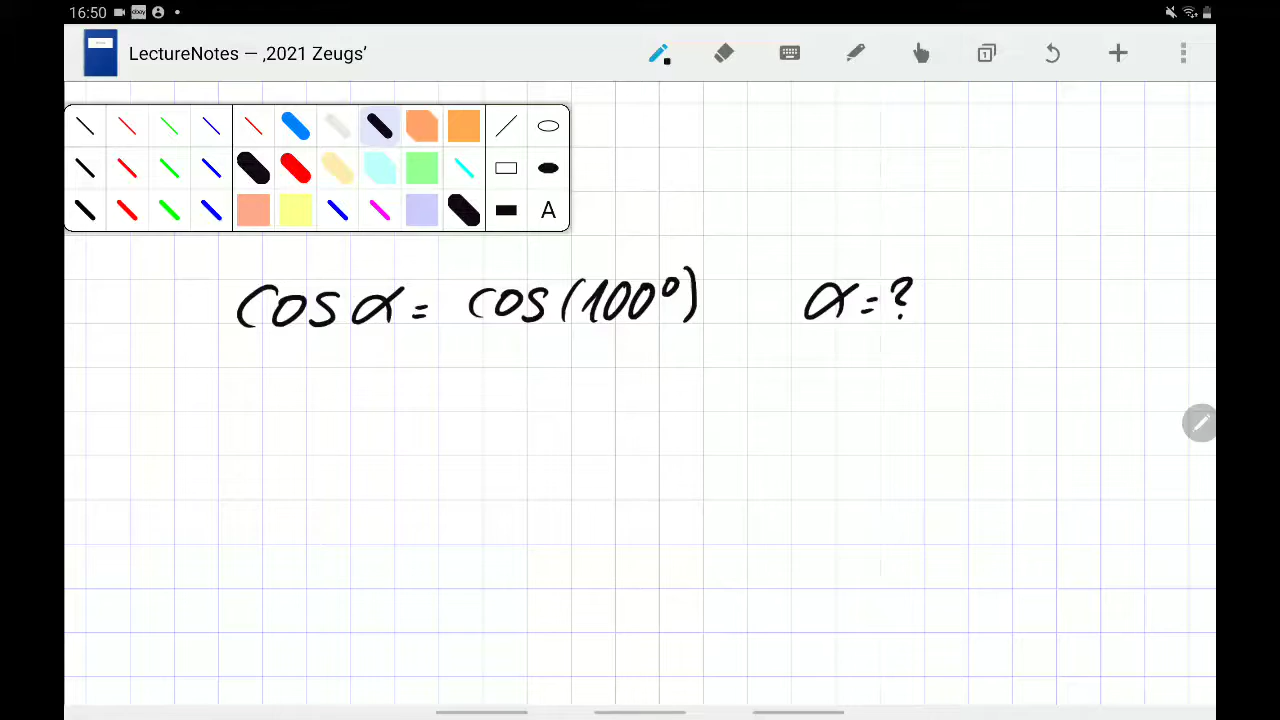 16:50
LectureNotes — ‚2021 Zeugs’
A
cos α = cos(100°) α = ?